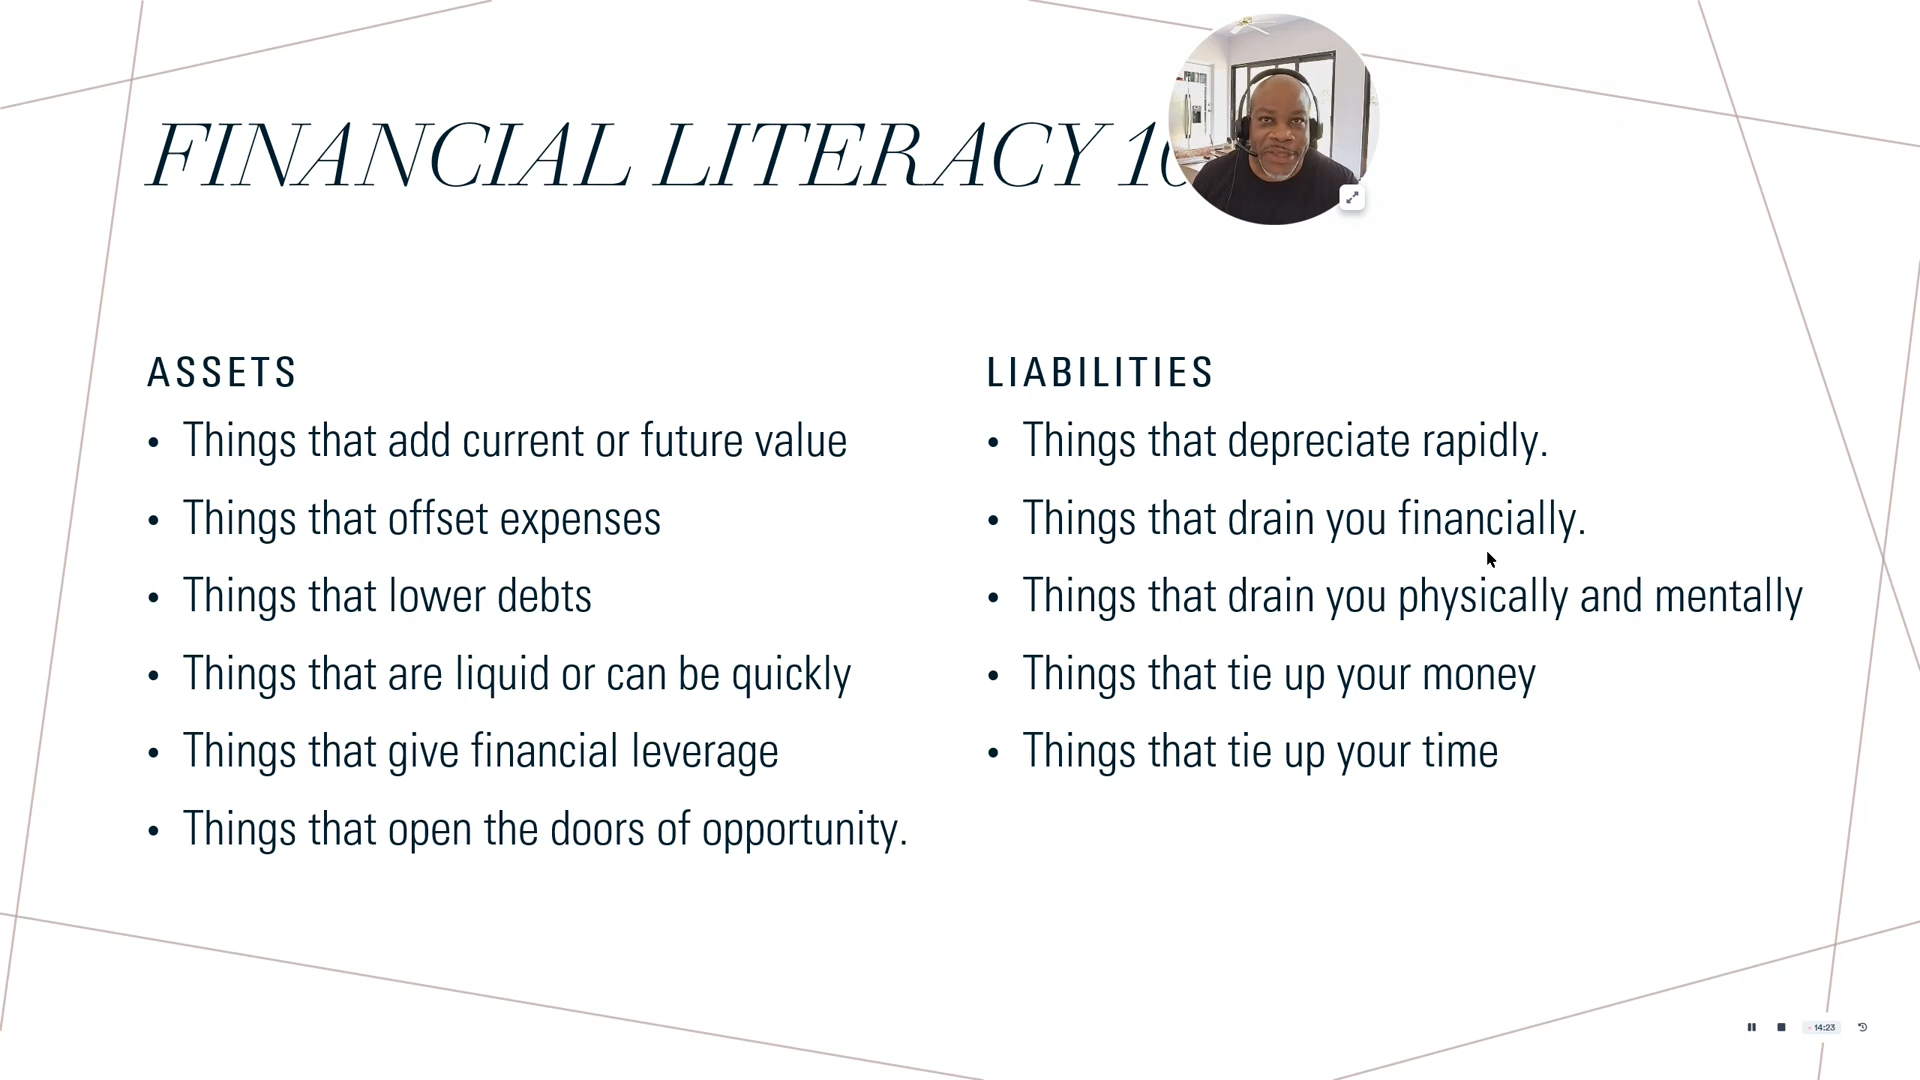 FINANCIAL LITERACY
ASSETS
• Things that add current or future value
• Things that offset expenses
• Things that lower debts
• Things that are liquid or can be quickly
• Things that give financial leverage
• Things that open the doors of opportunity.
LIABILITIES
• Things that depreciate rapidly.
• Things that drain you financially.
• Things that drain you physically and mentally
• Things that tie up your money
• Things that tie up your time
- 14:23